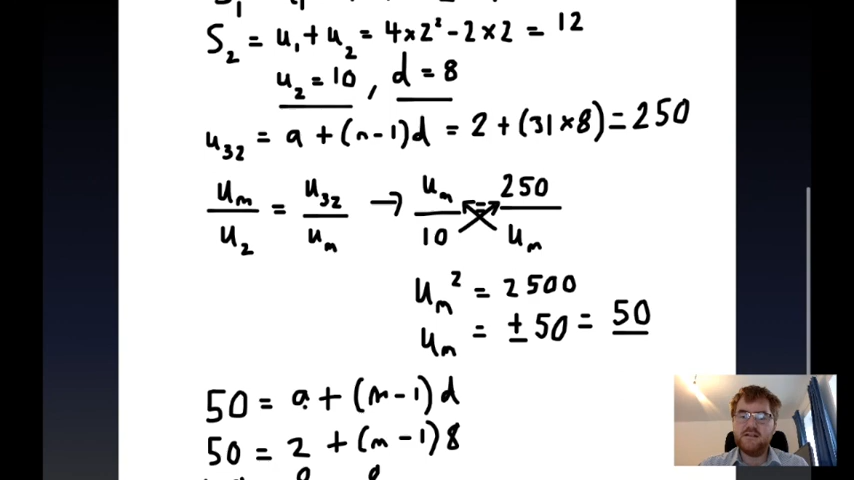 S₁
S₂ = u₁ + u₂ = 4×2² - 2×2 = 12
u₂ = 10 , d = 8
u₃₂ = a + (n-1)d = 2 + (31×8) = 250
uₘ/u₂ = u₃₂/uₘ → uₘ/10 = 250/uₘ
uₘ² = 2500
uₘ = ±50 = 50
50 = a + (m-1)d
50 = 2 + (m-1)8